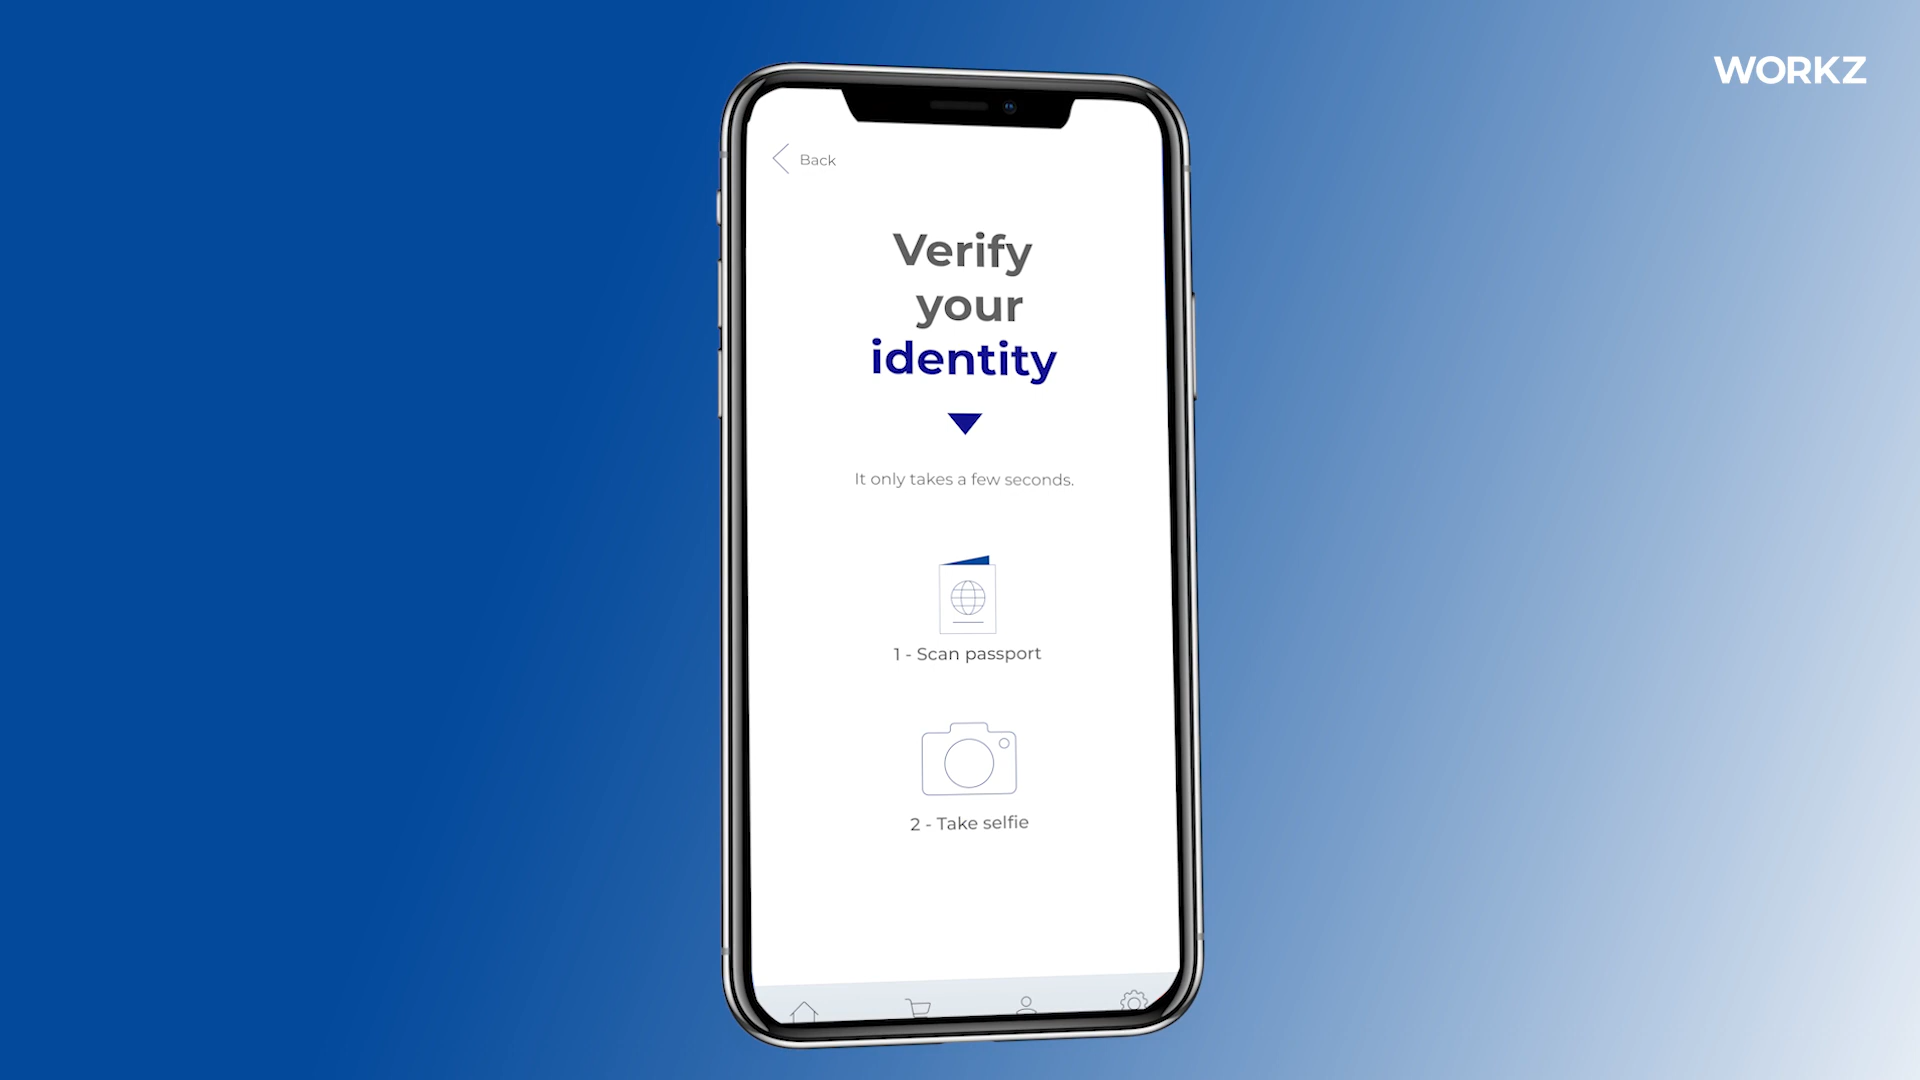 WORKZ
Back
Verify
your
identity
It only takes a few seconds.
1 - Scan passport
2 - Take selfie